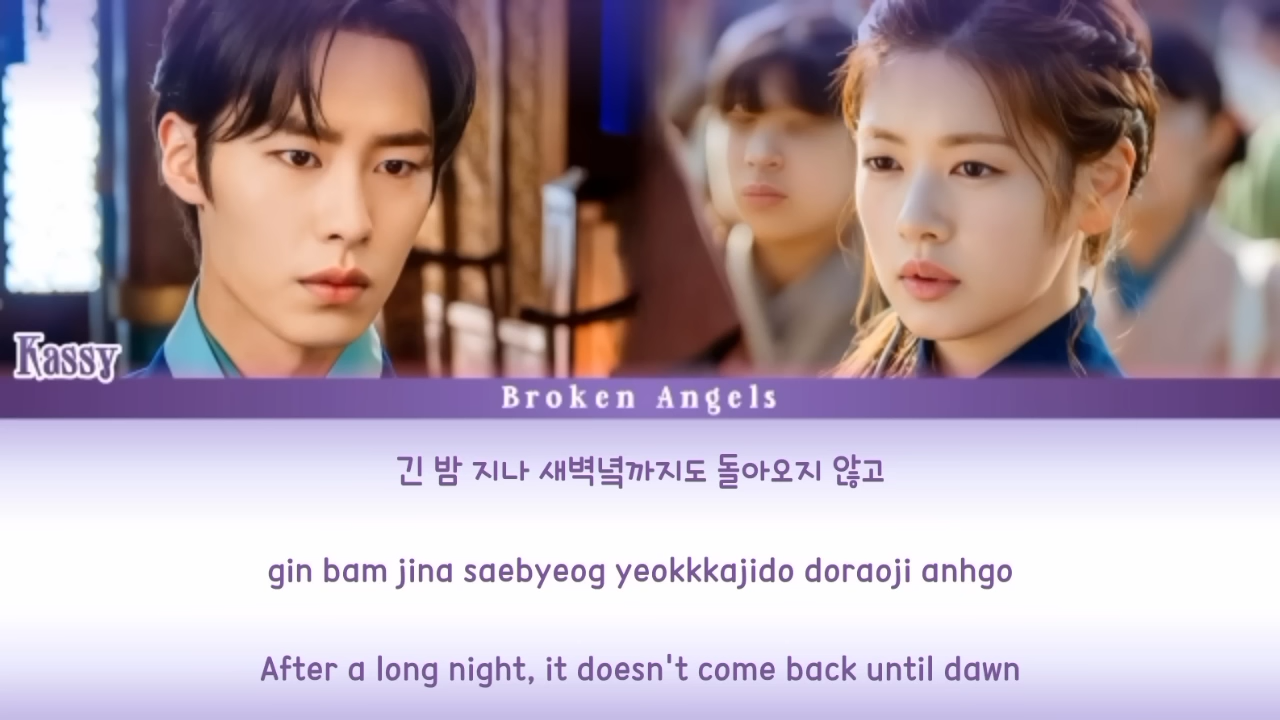 Kassy
Broken Angels
긴 밤 지나 새벽녘까지도 돌아오지 않고
gin bam jina saebyeog yeokkkajido doraoji anhgo
After a long night, it doesn't come back until dawn